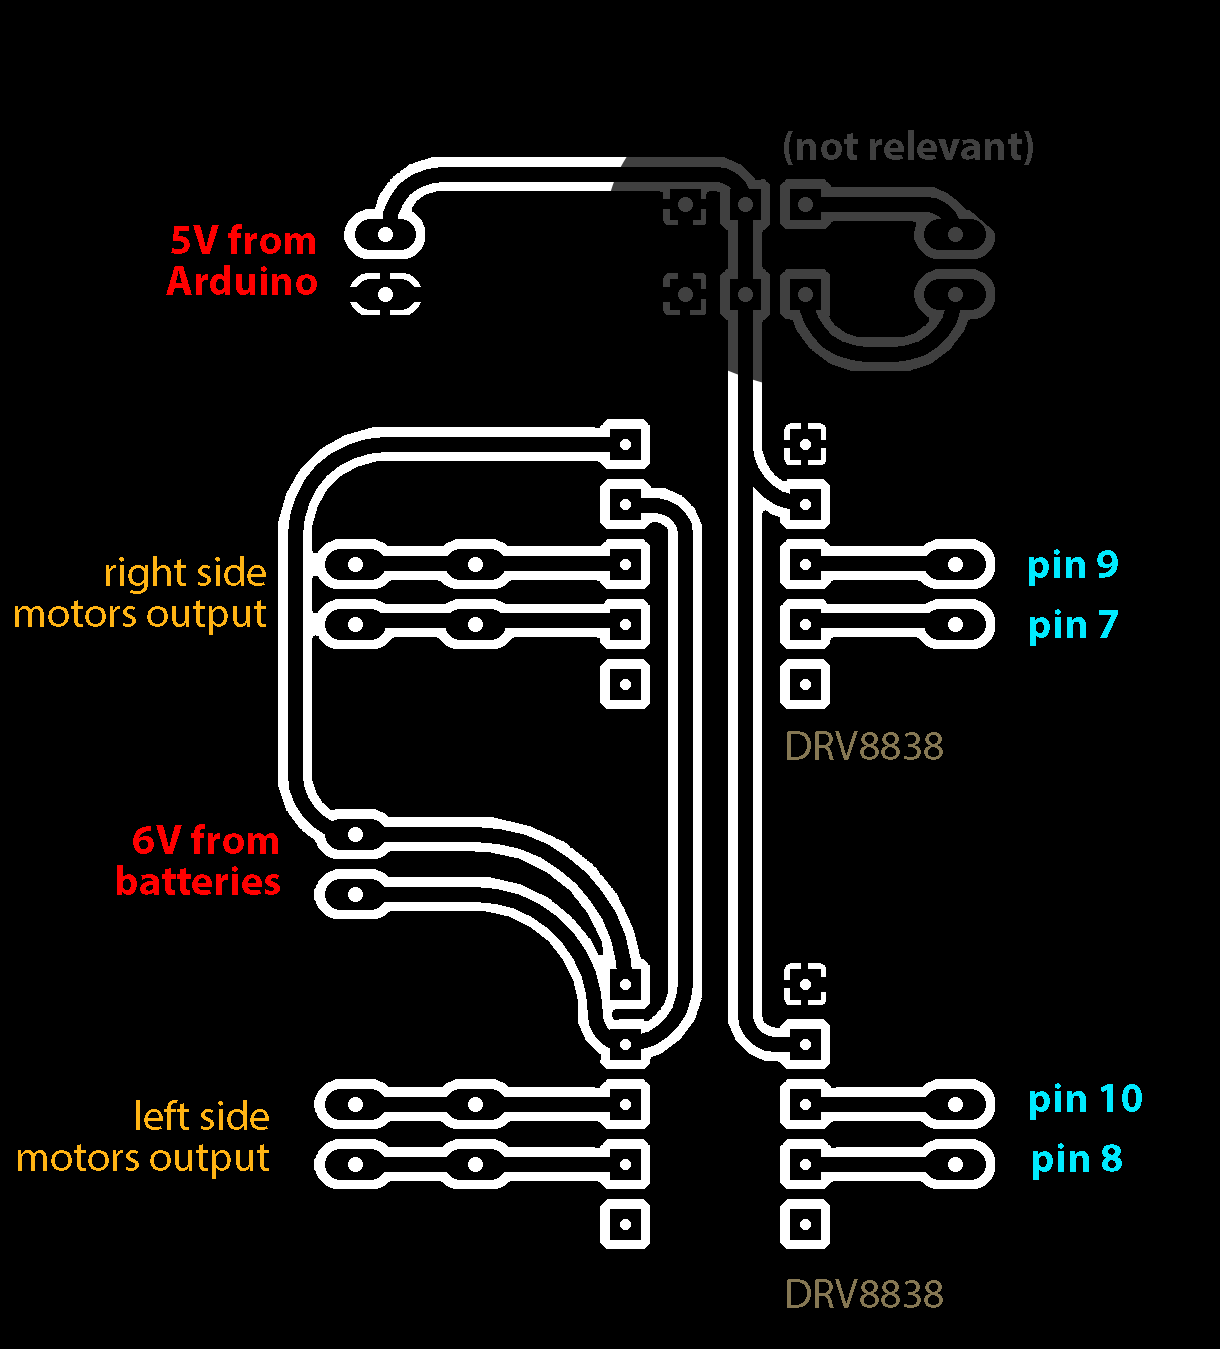 (not relevant)
5V from
Arduino
right side
motors output
pin 9
pin 7
DRV8838
6V from
batteries
left side
motors output
pin 10
pin 8
DRV8838